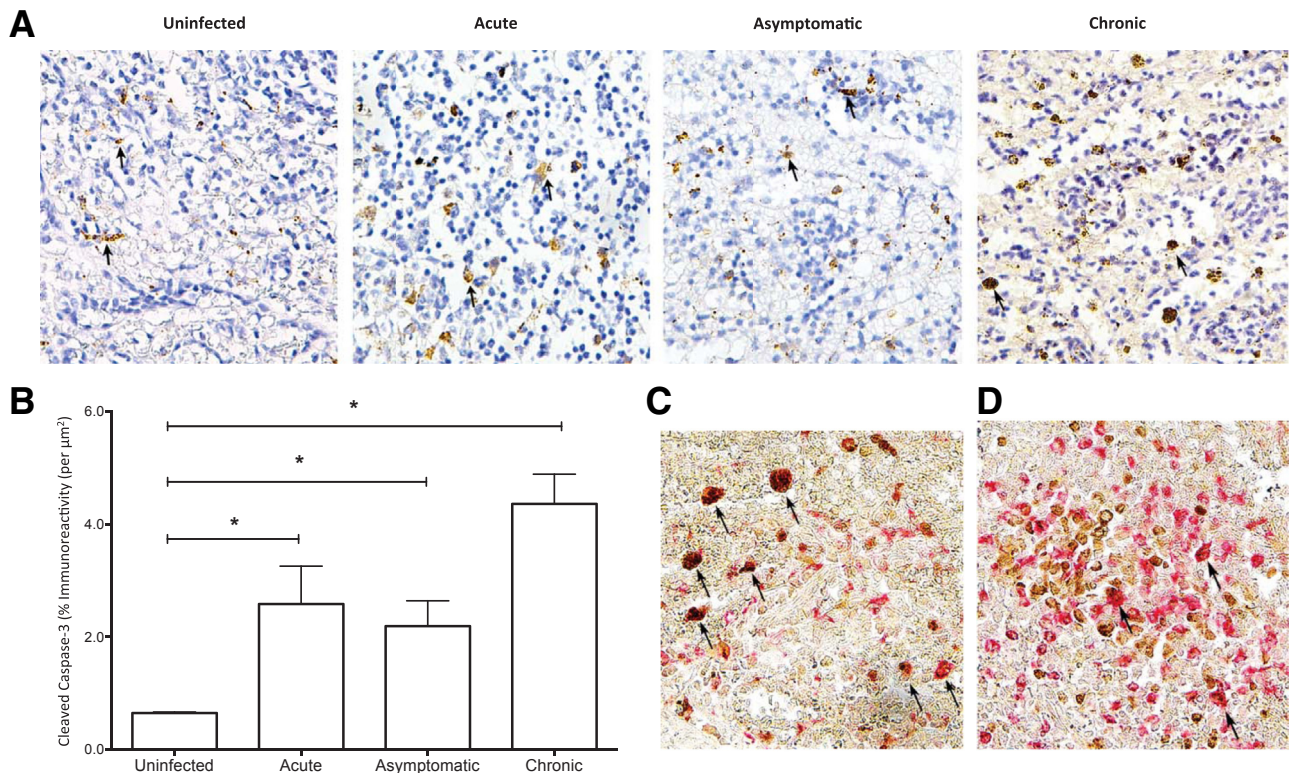 A
Uninfected
Acute
Asymptomatic
Chronic
B
Cleaved Caspase-3 (% Immunoreactivity (per µm²)
6.0
4.0
2.0
0.0
*
*
*
Uninfected
Acute
Asymptomatic
Chronic
C
D